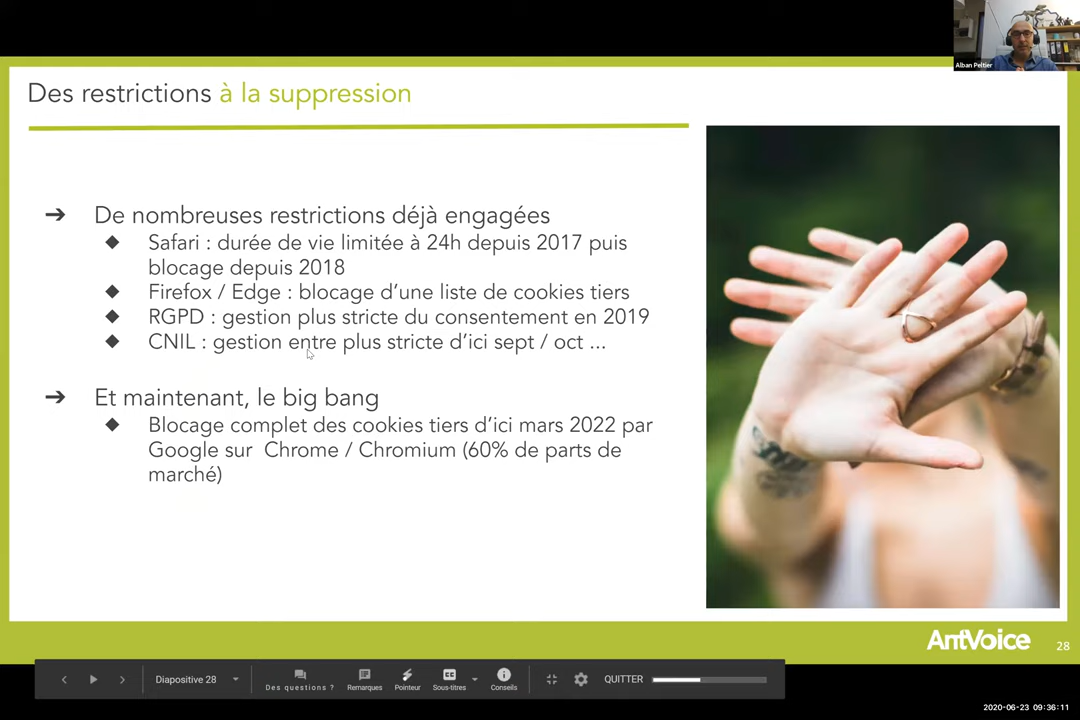 Alban Peltier
Des restrictions à la suppression
➔ De nombreuses restrictions déjà engagées
◆ Safari : durée de vie limitée à 24h depuis 2017 puis
blocage depuis 2018
◆ Firefox / Edge : blocage d’une liste de cookies tiers
◆ RGPD : gestion plus stricte du consentement en 2019
◆ CNIL : gestion entre plus stricte d’ici sept / oct ...
➔ Et maintenant, le big bang
◆ Blocage complet des cookies tiers d’ici mars 2022 par
Google sur Chrome / Chromium (60% de parts de
marché)
AntVoice
28
Diapositive 28
Des questions ?
Remarques
Pointeur
Sous-titres
Conseils
QUITTER
2020-06-23 09:36:11